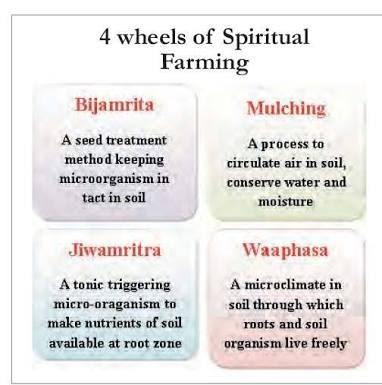 4 wheels of Spiritual
Farming
Bijamrita
A seed treatment
method keeping
microorganism in
tact in soil
Mulching
A process to
circulate air in soil,
conserve water and
moisture
Jiwamritra
A tonic triggering
micro-oraganism to
make nutrients of soil
available at root zone
Waaphasa
A microclimate in
soil through which
roots and soil
organism live freely